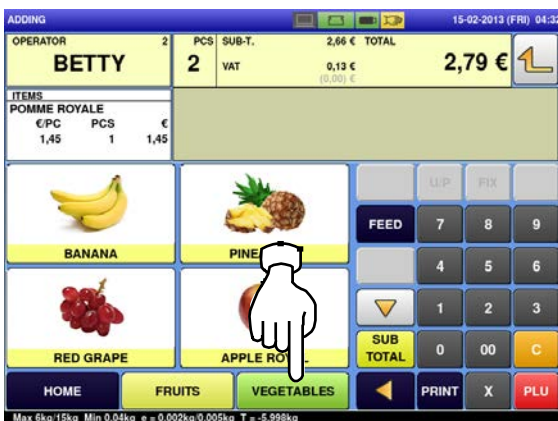 ADDING 15-02-2013 (FRI) 04:32
OPERATOR 2 PCS SUB-T. 2,66 € TOTAL
BETTY 2 VAT 0,13 € 2,79 €
(0,00) €
ITEMS
POMME ROYALE
€/PC PCS €
1,45 1 1,45
U/P FIX
FEED 7 8 9
BANANA PINE
4 5 6
1 2 3
SUB TOTAL 0 00 C
RED GRAPE APPLE ROYAL
HOME FRUITS VEGETABLES PRINT X PLU
Max 6kg/15kg Min 0.04kg e = 0.002kg/0.005kg T = -5.998kg